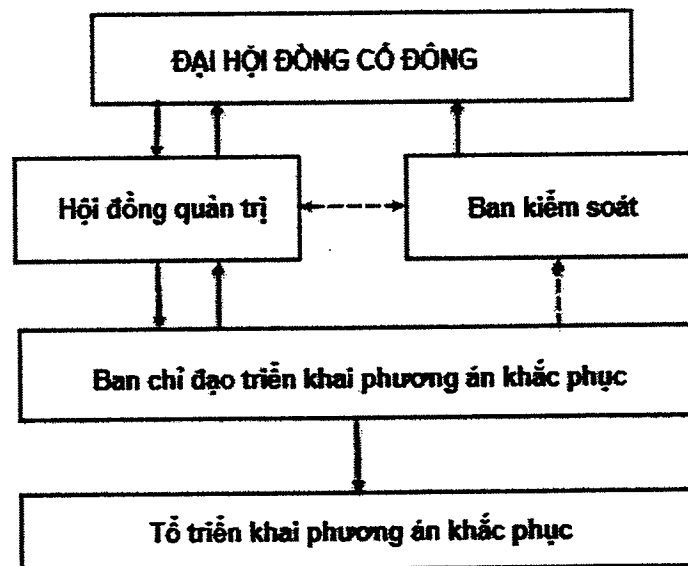 ĐẠI HỘI ĐỒNG CỔ ĐÔNG
Hội đồng quản trị
Ban kiểm soát
Ban chỉ đạo triển khai phương án khắc phục
Tổ triển khai phương án khắc phục